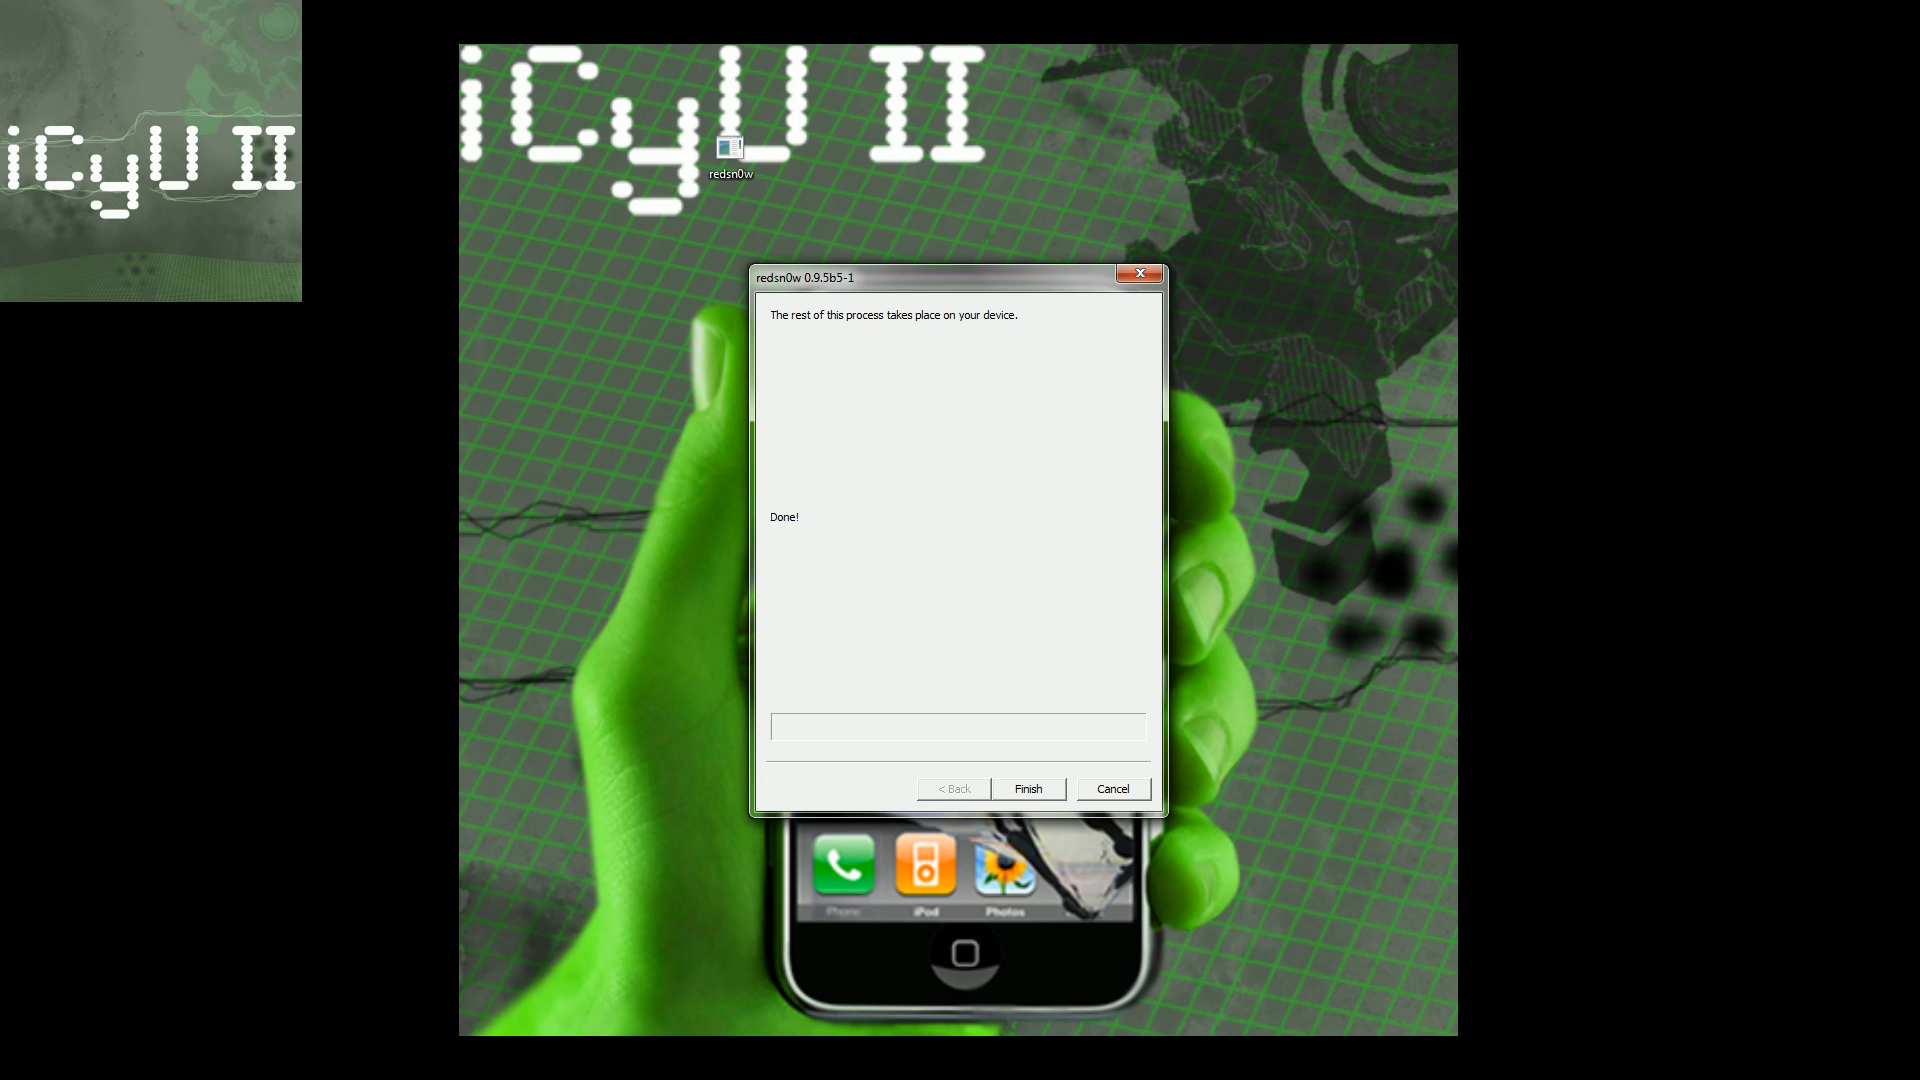 iCyU II
iCyU II
redsn0w
redsn0w 0.9.5b5-1
The rest of this process takes place on your device.
Done!
< Back
Finish
Cancel
Phone
iPod
Photos